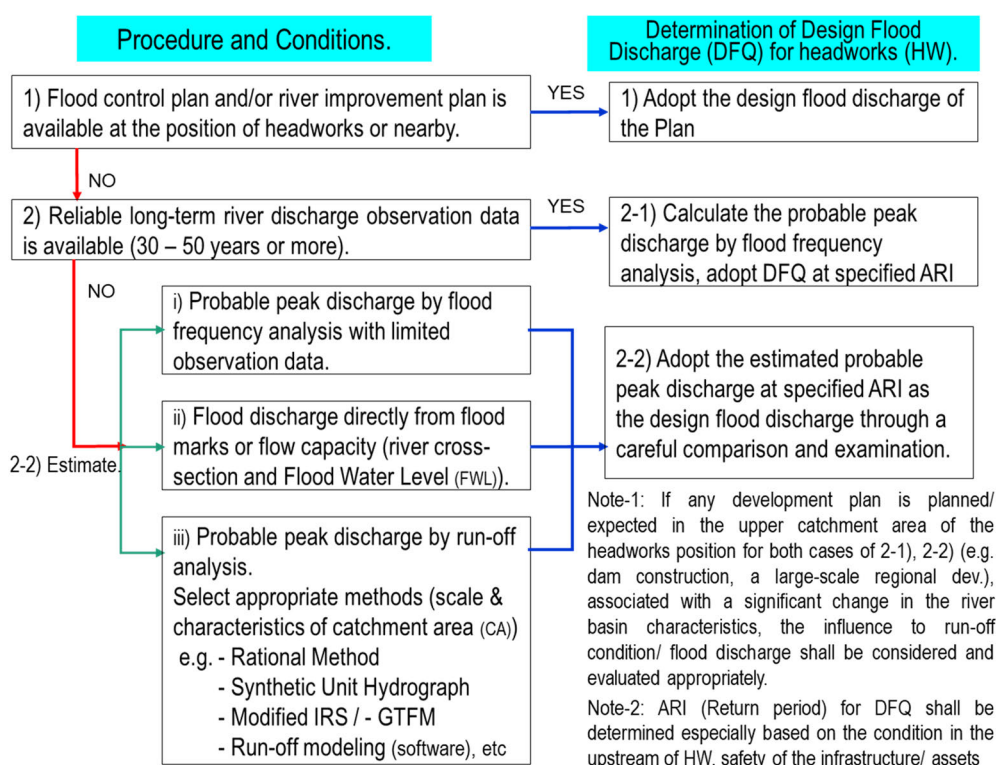 Procedure and Conditions.
Determination of Design Flood
Discharge (DFQ) for headworks (HW).
1) Flood control plan and/or river improvement plan is
available at the position of headworks or nearby.
YES
1) Adopt the design flood discharge of
the Plan
NO
2) Reliable long-term river discharge observation data
is available (30 – 50 years or more).
YES
2-1) Calculate the probable peak
discharge by flood frequency
analysis, adopt DFQ at specified ARI
NO
2-2) Estimate.
i) Probable peak discharge by flood
frequency analysis with limited
observation data.
ii) Flood discharge directly from flood
marks or flow capacity (river cross-
section and Flood Water Level (FWL)).
iii) Probable peak discharge by run-off
analysis.
Select appropriate methods (scale &
characteristics of catchment area (CA))
e.g. - Rational Method
- Synthetic Unit Hydrograph
- Modified IRS / - GTFM
- Run-off modeling (software), etc
2-2) Adopt the estimated probable
peak discharge at specified ARI as
the design flood discharge through a
careful comparison and examination.
Note-1: If any development plan is planned/
expected in the upper catchment area of the
headworks position for both cases of 2-1), 2-2) (e.g.
dam construction, a large-scale regional dev.),
associated with a significant change in the river
basin characteristics, the influence to run-off
condition/ flood discharge shall be considered and
evaluated appropriately.
Note-2: ARI (Return period) for DFQ shall be
determined especially based on the condition in the
upstream of HW, safety of the infrastructure/ assets